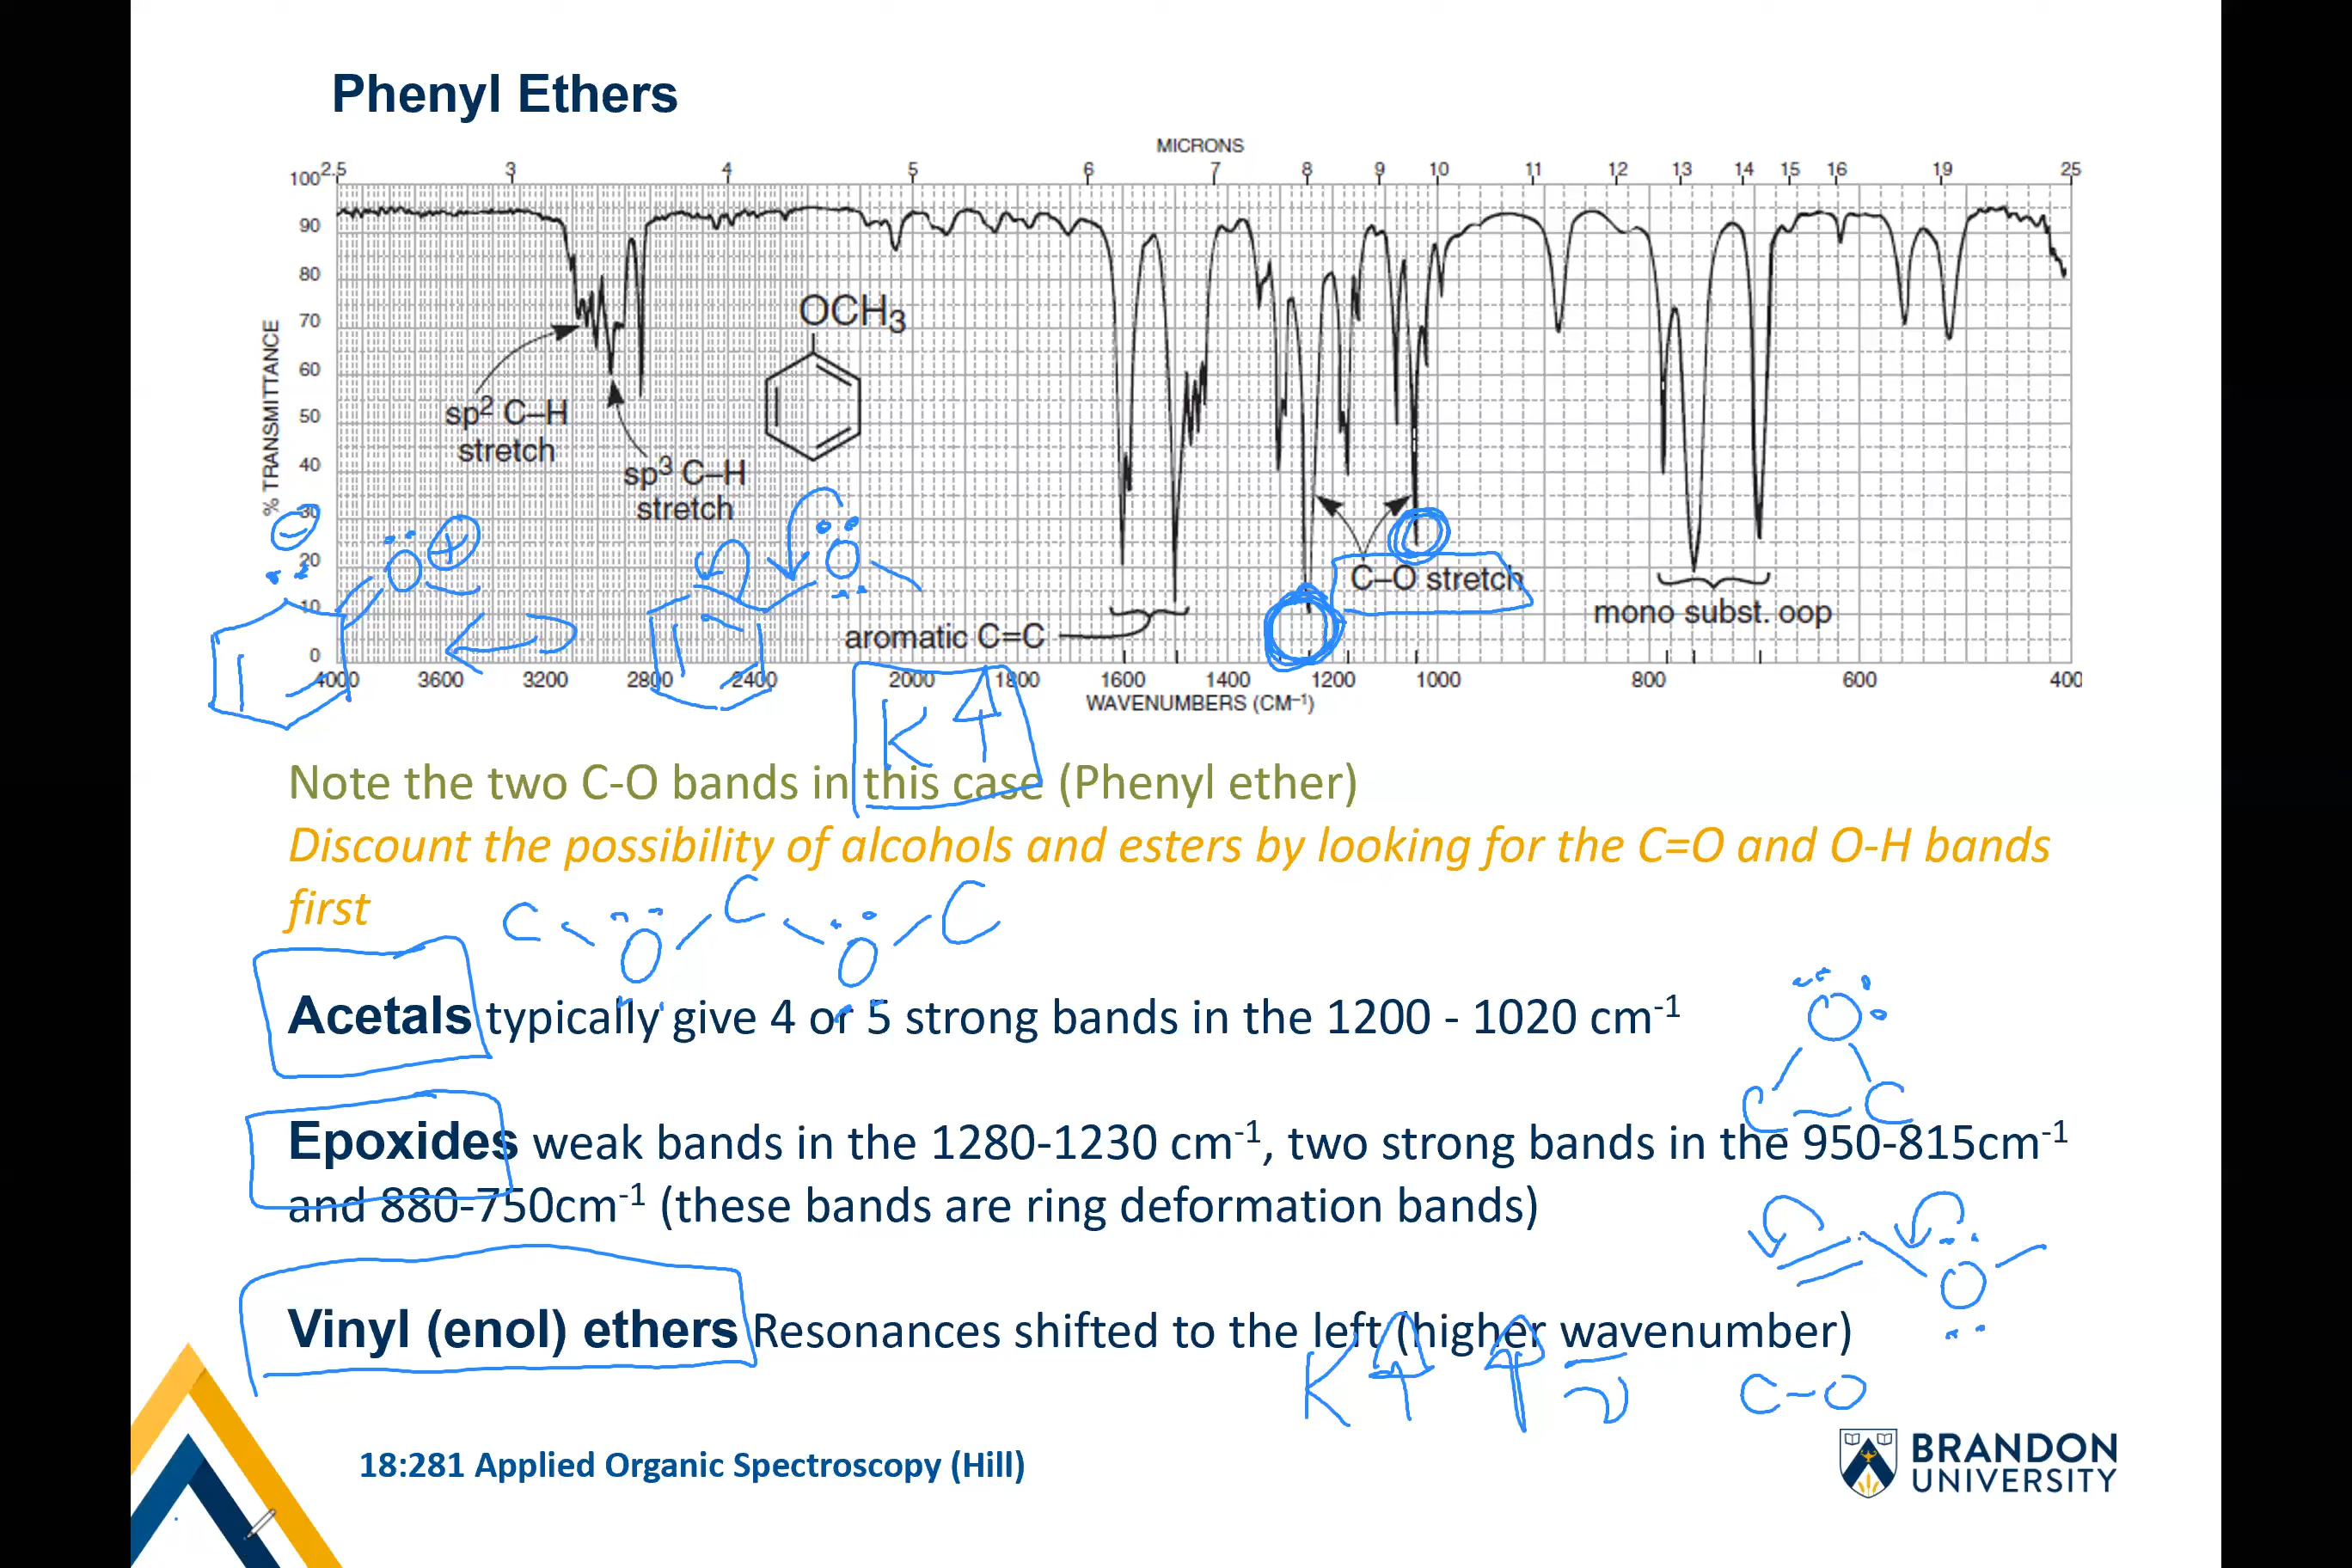 Phenyl Ethers
MICRONS
2.5 3 4 5 6 7 8 9 10 11 12 13 14 15 16 19 25
100
90
80
70
60
50
40
30
20
10
0
% TRANSMITTANCE
OCH3
sp2 C–H
stretch
sp3 C–H
stretch
O +
O
C–O stretch
mono subst. oop
aromatic C=C
4000 3600 3200 2800 2400 2000 1800 1600 1400 1200 1000 800 600 400
WAVENUMBERS (CM−1)
K ↑
Note the two C-O bands in this case (Phenyl ether)
Discount the possibility of alcohols and esters by looking for the C=O and O-H bands
first
C - O - C - O - C
Acetals typically give 4 or 5 strong bands in the 1200 - 1020 cm-1
O
C - C
Epoxides weak bands in the 1280-1230 cm-1, two strong bands in the 950-815cm-1
and 880-750cm-1 (these bands are ring deformation bands)
O
Vinyl (enol) ethers Resonances shifted to the left (higher wavenumber)
K ↑ ↑ ν̅ C-O
18:281 Applied Organic Spectroscopy (Hill)
BRANDON
UNIVERSITY